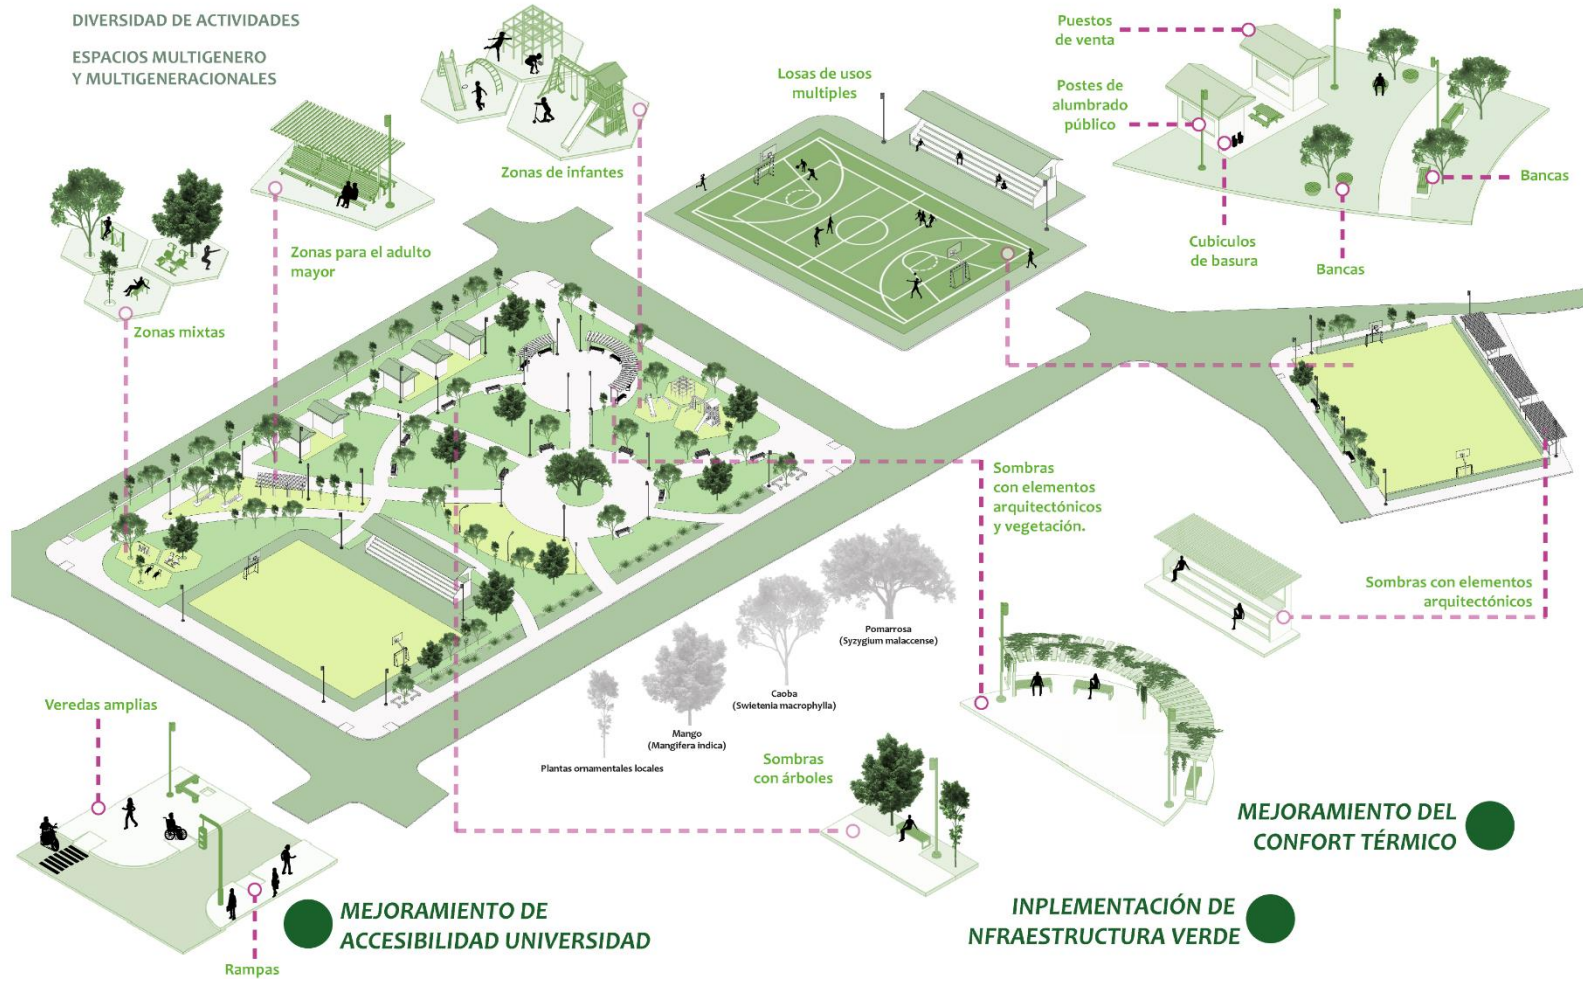 DIVERSIDAD DE ACTIVIDADES
ESPACIOS MULTIGENERO
Y MULTIGENERACIONALES
Zonas de infantes
Losas de usos
multiples
Puestos
de venta
Postes de
alumbrado
público
Bancas
Cubiculos
de basura
Bancas
Zonas para el adulto
mayor
Zonas mixtas
Sombras
con elementos
arquitectónicos
y vegetación.
Sombras con elementos
arquitectónicos
Pomarrosa
(Syzygium malaccense)
Caoba
(Swietenia macrophylla)
Mango
(Mangifera indica)
Plantas ornamentales locales
Sombras
con árboles
Veredas amplias
Rampas
MEJORAMIENTO DEL
CONFORT TÉRMICO
MEJORAMIENTO DE
ACCESIBILIDAD UNIVERSIDAD
INPLEMENTACIÓN DE
NFRAESTRUCTURA VERDE